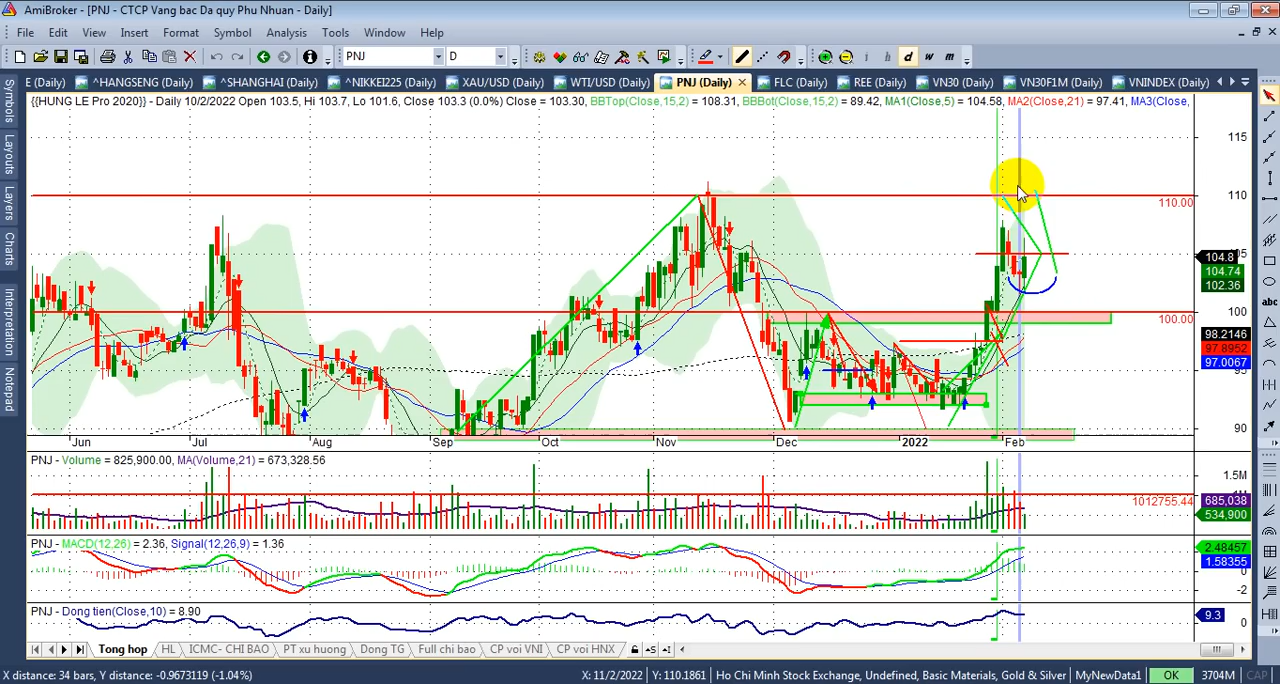 AmiBroker - [PNJ - CTCP Vang bac Da quy Phu Nhuan - Daily]
File Edit View Insert Format Symbol Analysis Tools Window Help
PNJ D i h d w m
E (Daily) ^HANGSENG (Daily) ^SHANGHAI (Daily) ^NIKKEI225 (Daily) XAU/USD (Daily) WTI/USD (Daily) PNJ (Daily) FLC (Daily) REE (Daily) VN30 (Daily) VN30F1M (Daily) VNINDEX (Daily)
Symbols
Layouts
Layers
Charts
Interpretation
Notepad
{{HUNG LE Pro 2020}} - Daily 10/2/2022 Open 103.5, Hi 103.7, Lo 101.6, Close 103.3 (0.0%) Close = 103.30, BBTop(Close,15,2) = 108.31, BBBot(Close,15,2) = 89.42, MA1(Close,5) = 104.58, MA2(Close,21) = 97.41, MA3(Close,
115
110
110.00
105
104.8
104.74
102.36
100
100.00
98.2146
97.8952
97.0067
95
90
Jun Jul Aug Sep Oct Nov Dec 2022 Feb
PNJ - Volume = 825,900.00, MA(Volume,21) = 673,328.56
1.5M
1012755.44
685,038
534,900
PNJ - MACD(12,26) = 2.36, Signal(12,26,9) = 1.36
2.48457
1.58355
0
-2
PNJ - Dong tien(Close,10) = 8.90
9.3
0
Tong hop HL ICMC- CHI BAO PT xu huong Dong TG Full chi bao CP voi VNI CP voi HNX
abc
X distance: 34 bars, Y distance: -0.9673119 (-1.04%) X: 11/2/2022 Y: 110.1861 Ho Chi Minh Stock Exchange, Undefined, Basic Materials, Gold & Silver MyNewData1 OK 3704M CAP